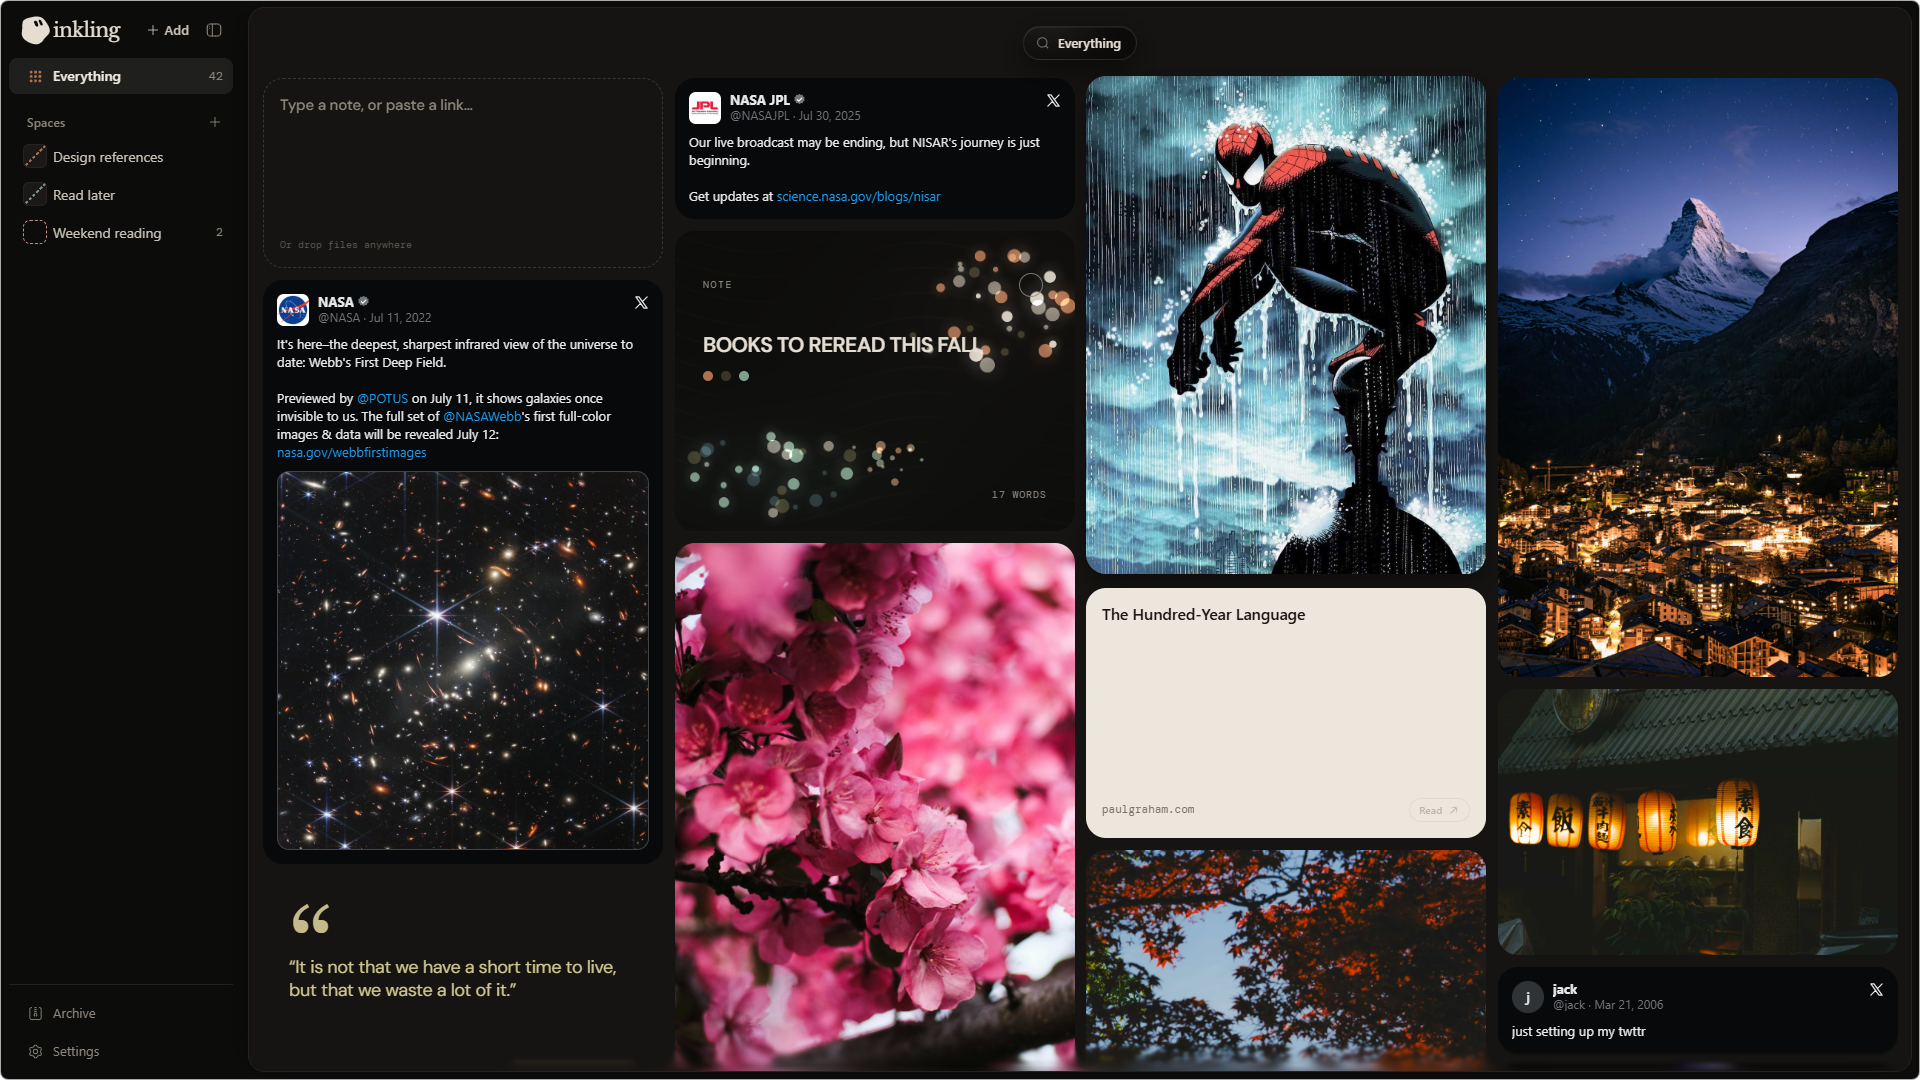 inkling
+ Add
Everything
42
Spaces
+
Design references
Read later
Weekend reading
2
Archive
Settings
Everything
Type a note, or paste a link...
Or drop files anywhere
NASA
@NASA · Jul 11, 2022
It's here–the deepest, sharpest infrared view of the universe to
date: Webb's First Deep Field.
Previewed by @POTUS on July 11, it shows galaxies once
invisible to us. The full set of @NASAWebb's first full-color
images & data will be revealed July 12:
nasa.gov/webbfirstimages
“
“It is not that we have a short time to live,
but that we waste a lot of it.”
JPL
NASA JPL
@NASAJPL · Jul 30, 2025
Our live broadcast may be ending, but NISAR's journey is just
beginning.
Get updates at science.nasa.gov/blogs/nisar
NOTE
BOOKS TO REREAD THIS FALL
17 WORDS
The Hundred-Year Language
paulgraham.com
Read ↗
飯
牛肉麺
素食
j
jack
@jack · Mar 21, 2006
just setting up my twttr